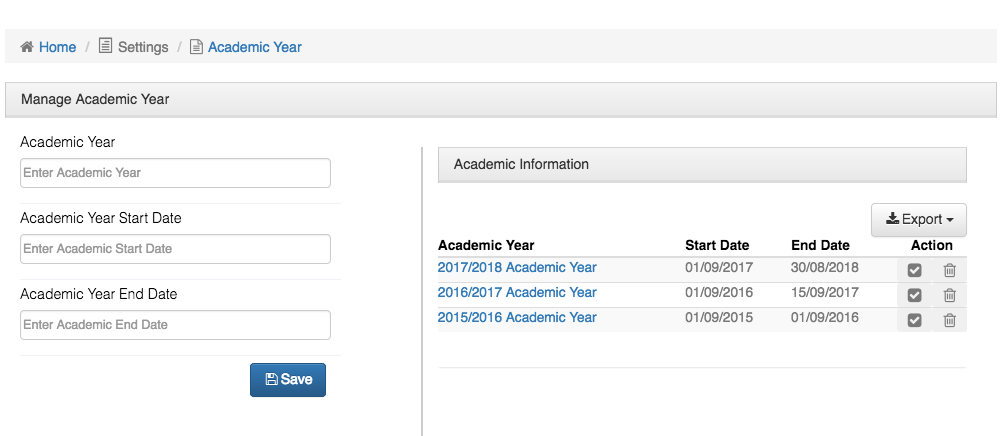 Home / Settings / Academic Year
Manage Academic Year
Academic Year
Enter Academic Year
Academic Year Start Date
Enter Academic Start Date
Academic Year End Date
Enter Academic End Date
Save
Academic Information
Export
Academic Year Start Date End Date Action
2017/2018 Academic Year 01/09/2017 30/08/2018
2016/2017 Academic Year 01/09/2016 15/09/2017
2015/2016 Academic Year 01/09/2015 01/09/2016